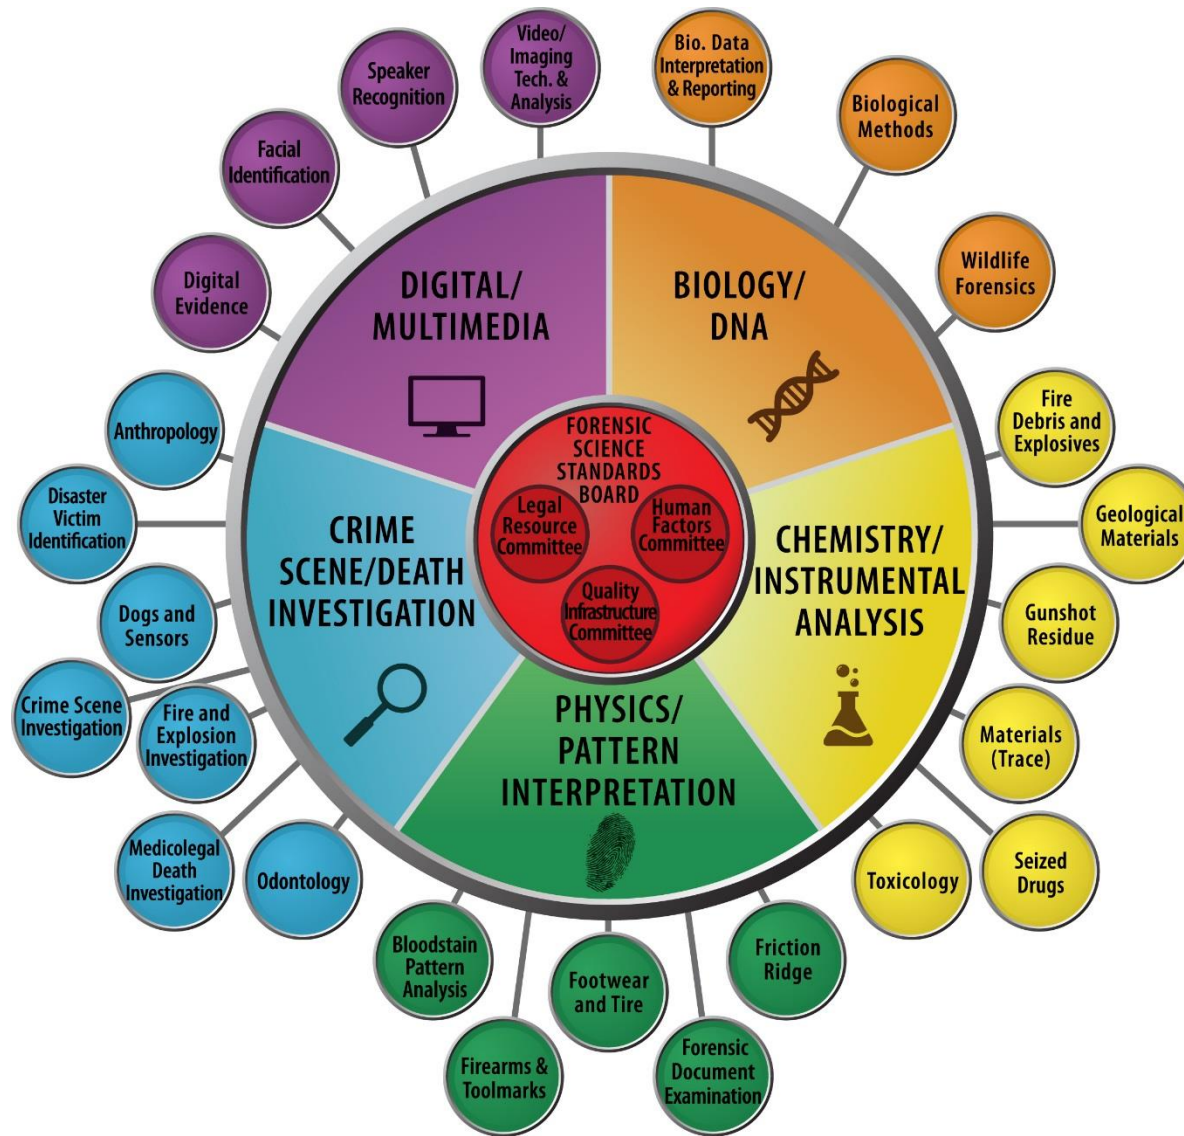 Video/
Imaging
Tech. &
Analysis
Bio. Data
Interpretation
& Reporting
Speaker
Recognition
Biological
Methods
Facial
Identification
Wildlife
Forensics
Digital
Evidence
DIGITAL/
MULTIMEDIA
BIOLOGY/
DNA
Anthropology
Fire
Debris and
Explosives
FORENSIC
SCIENCE
STANDARDS
BOARD
Legal
Resource
Committee
Human
Factors
Committee
Quality
Infrastructure
Committee
Disaster
Victim
Identification
Geological
Materials
CRIME
SCENE/DEATH
INVESTIGATION
CHEMISTRY/
INSTRUMENTAL
ANALYSIS
Dogs and
Sensors
Gunshot
Residue
Crime Scene
Investigation
Fire and
Explosion
Investigation
PHYSICS/
PATTERN
INTERPRETATION
Materials
(Trace)
Medicolegal
Death
Investigation
Odontology
Toxicology
Seized
Drugs
Bloodstain
Pattern
Analysis
Footwear
and Tire
Friction
Ridge
Firearms &
Toolmarks
Forensic
Document
Examination